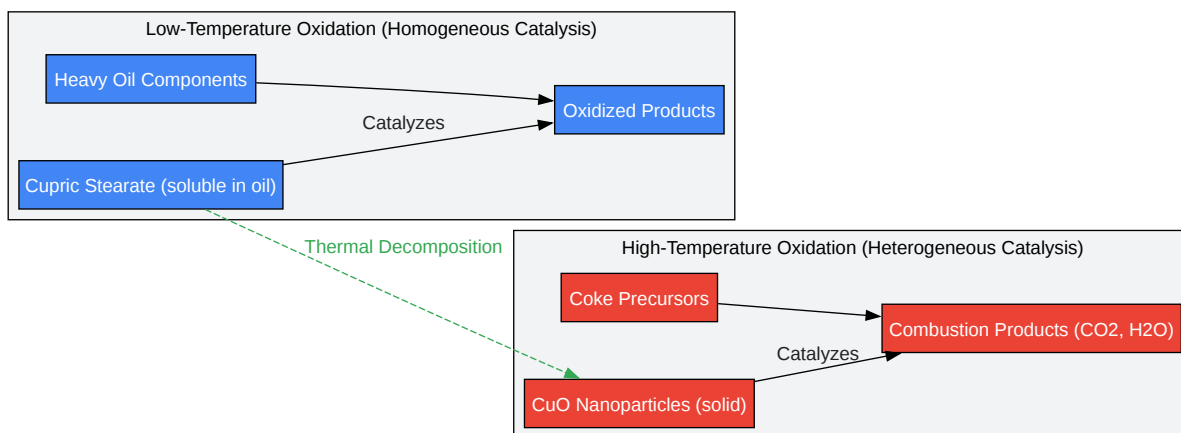 Low-Temperature Oxidation (Homogeneous Catalysis)
Heavy Oil Components
Oxidized Products
Catalyzes
Cupric Stearate (soluble in oil)
Thermal Decomposition
High-Temperature Oxidation (Heterogeneous Catalysis)
Coke Precursors
Combustion Products (CO2, H2O)
Catalyzes
CuO Nanoparticles (solid)